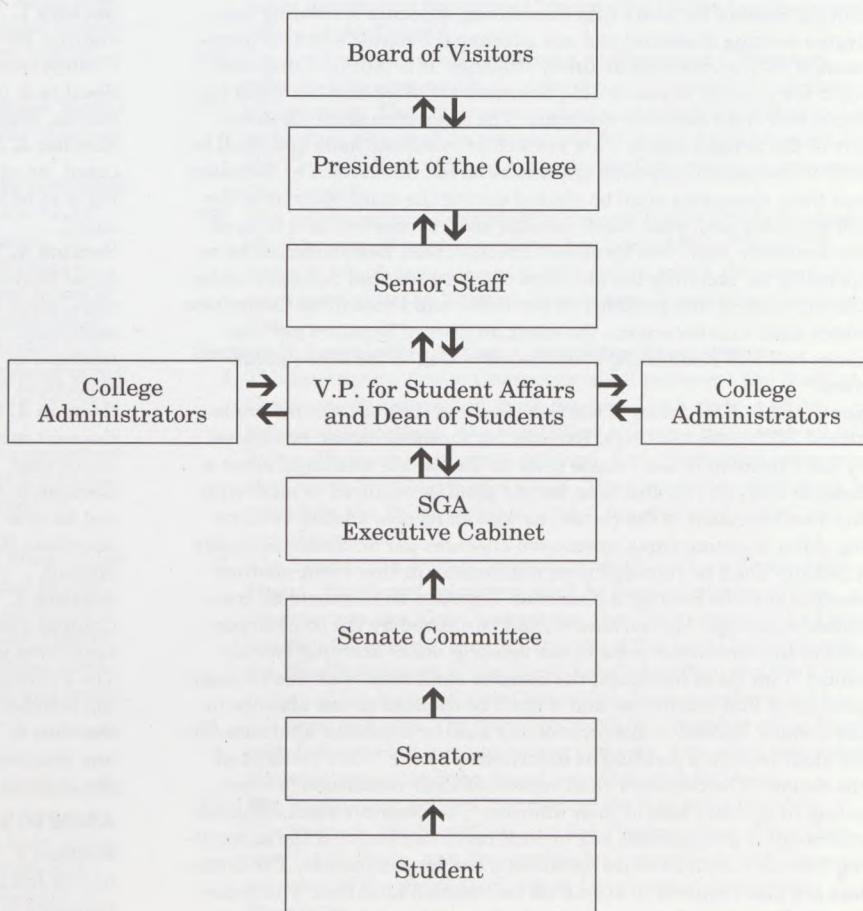 Board of Visitors
President of the College
Senior Staff
College
Administrators
V.P. for Student Affairs
and Dean of Students
College
Administrators
SGA
Executive Cabinet
Senate Committee
Senator
Student